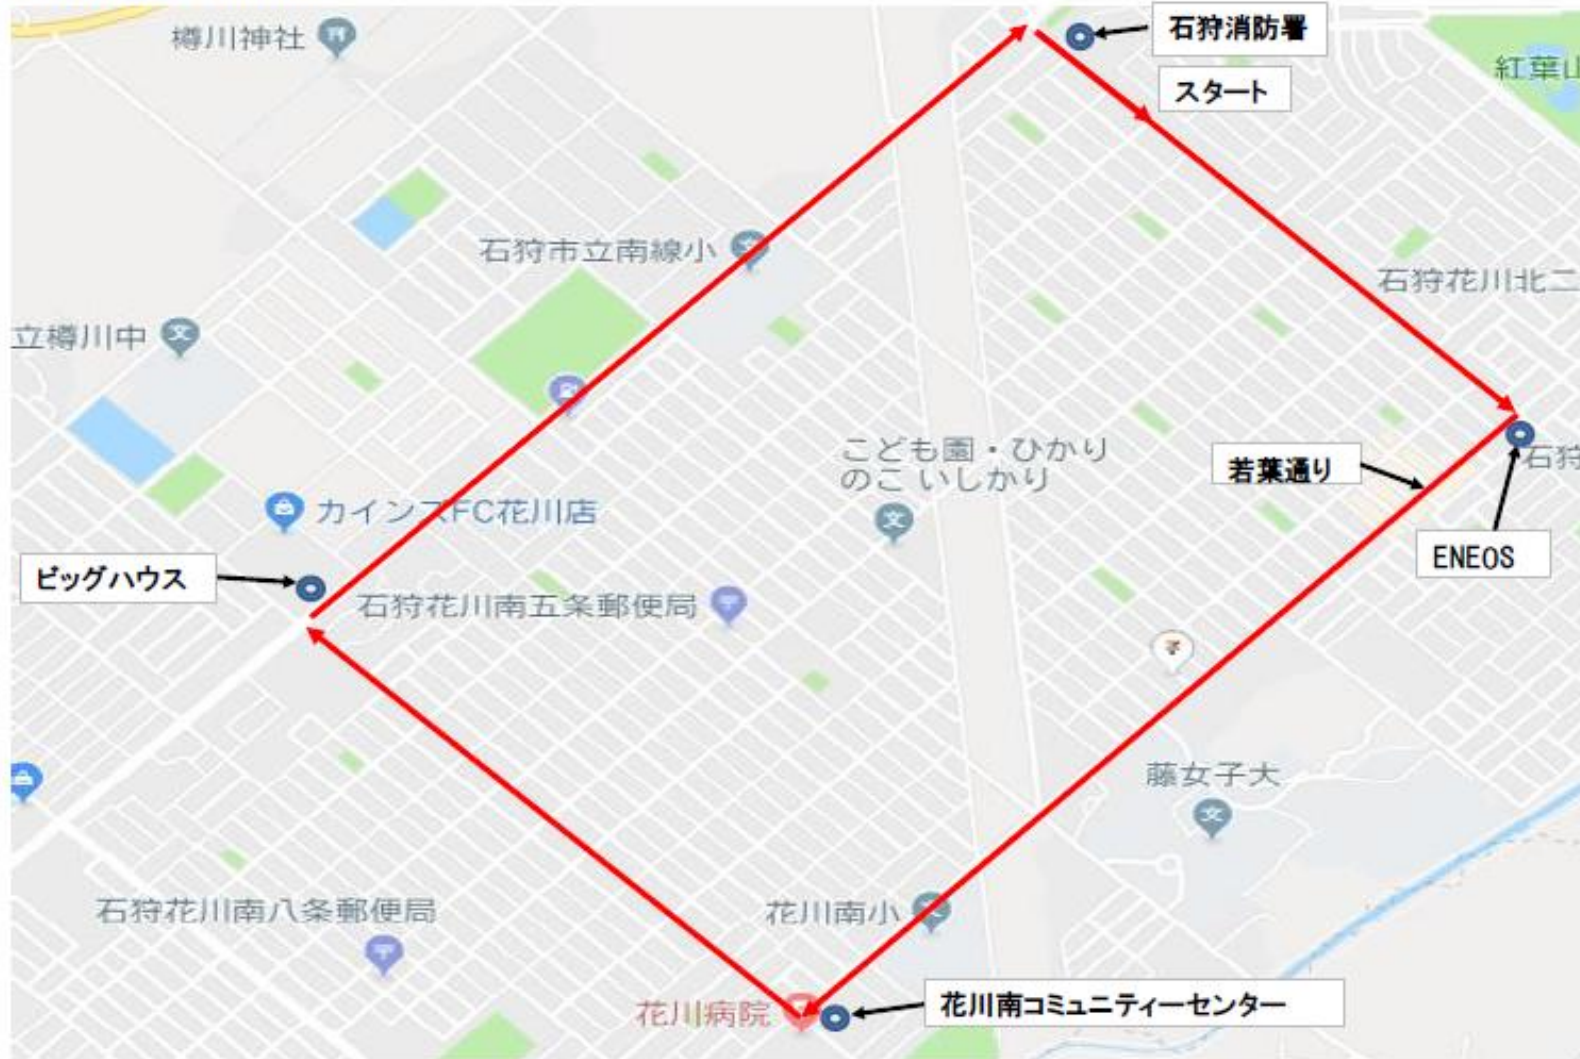 石狩消防署
樽川神社
紅葉山
スタート
石狩市立南線小
石狩花川北二
立樽川中
こども園・ひかり
のこ いしかり
若葉通り
石狩
カインズFC花川店
ENEOS
ビッグハウス
石狩花川南五条郵便局
藤女子大
石狩花川南八条郵便局
花川南小
花川病院
花川南コミュニティーセンター